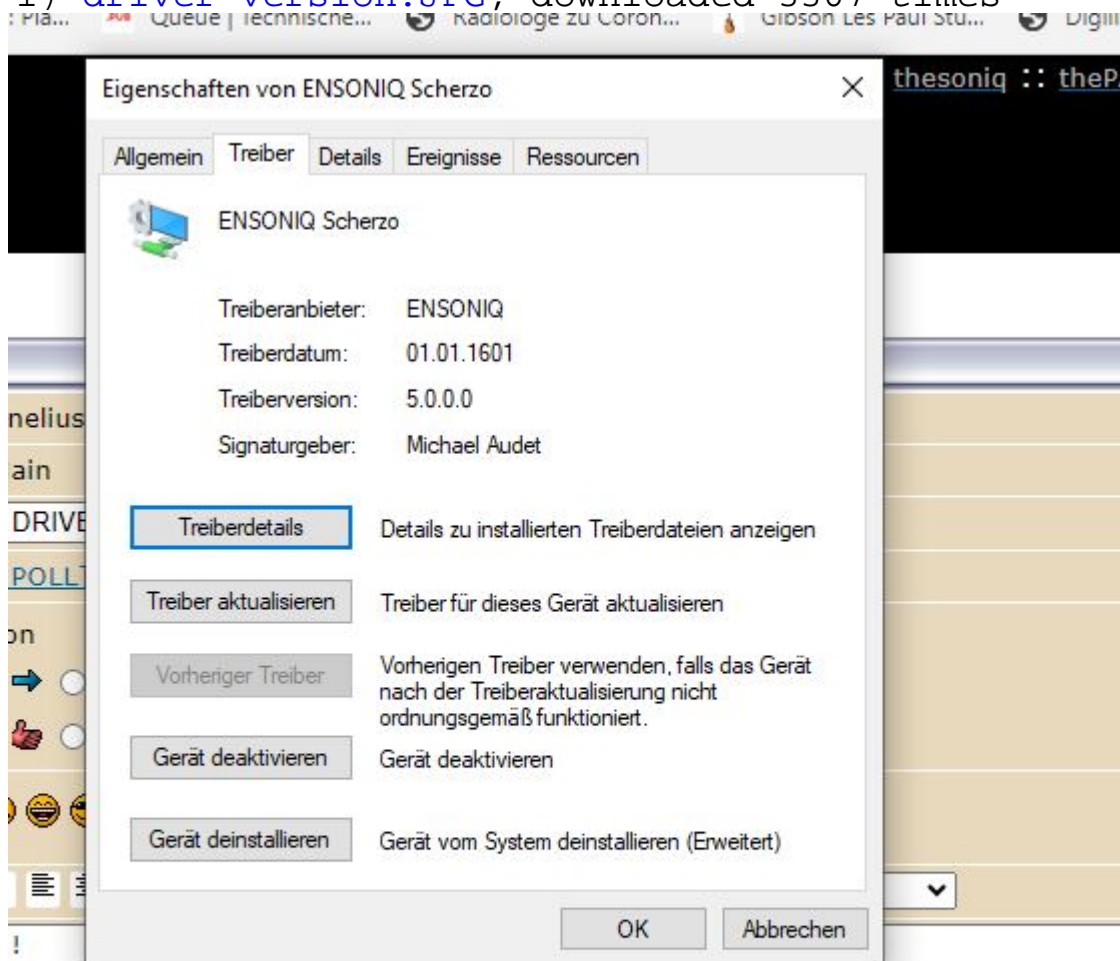 driver version.JPG, downloaded 3367 times
Queue | Technische... Radiologe zu Coron... Gibson Les Paul Stu...
Eigenschaften von ENSONIQ Scherzo
thesoniq ::
Allgemein Treiber Details Ereignisse Ressourcen
ENSONIQ Scherzo
Treiberanbieter: ENSONIQ
Treiberdatum: 01.01.1601
Treiberversion: 5.0.0.0
nelius
Signaturgeber: Michael Audet
ain
DRIVE
Treiberdetails Details zu installierten Treiberdateien anzeigen
POLL
Treiber aktualisieren Treiber für dieses Gerät aktualisieren
on
Vorheriger Treiber Vorherigen Treiber verwenden, falls das Gerät
nach der Treiberaktualisierung nicht
ordnungsgemäß funktioniert.
Gerät deaktivieren Gerät deaktivieren
Gerät deinstallieren Gerät vom System deinstallieren (Erweitert)
OK Abbrechen
!